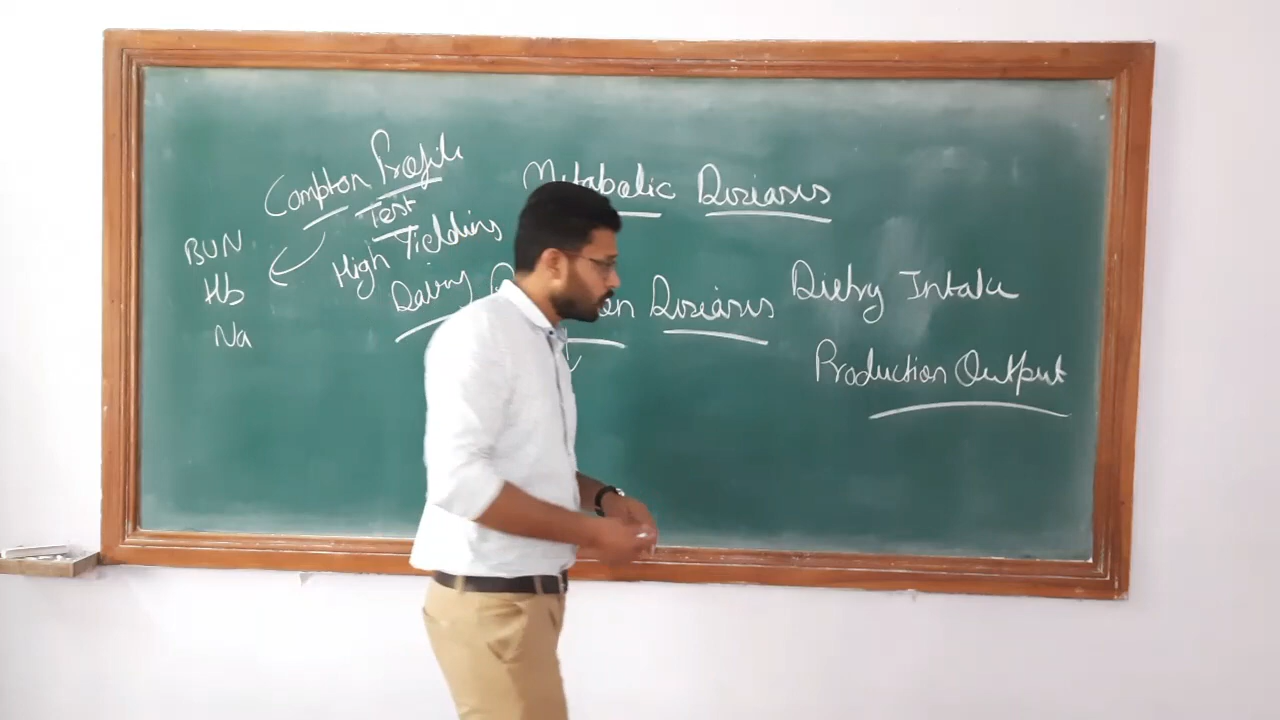 Metabolic Diseases
Compton Profile
Test
High Yielding
Dairy
Diseases
BUN
Hb
Na
Dietry Intake
Production Output